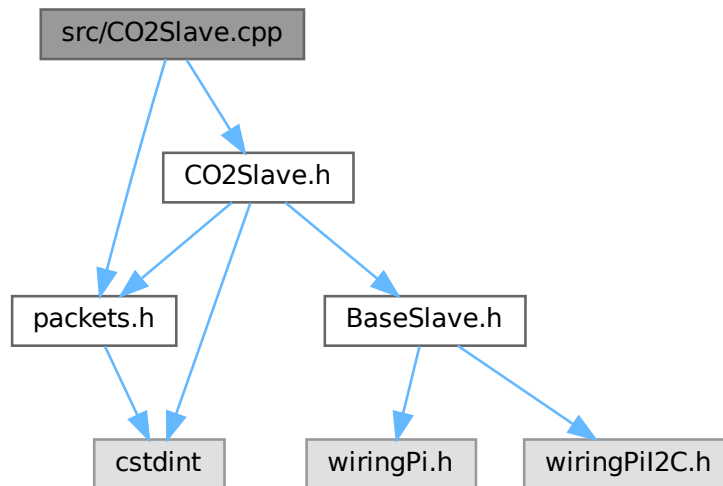 src/CO2Slave.cpp
CO2Slave.h
packets.h
BaseSlave.h
cstdint
wiringPi.h
wiringPiI2C.h